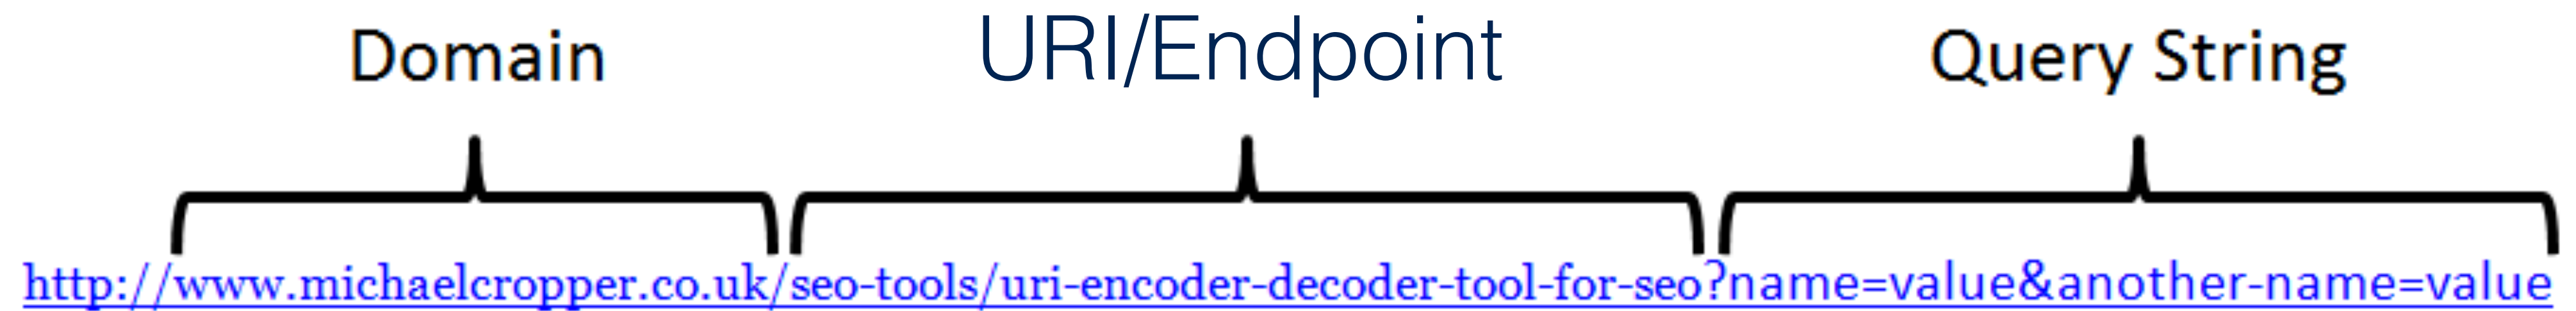 Domain URI/Endpoint Query String
http://www.michaelcropper.co.uk/seo-tools/uri-encoder-decoder-tool-for-seo?name=value&another-name=value